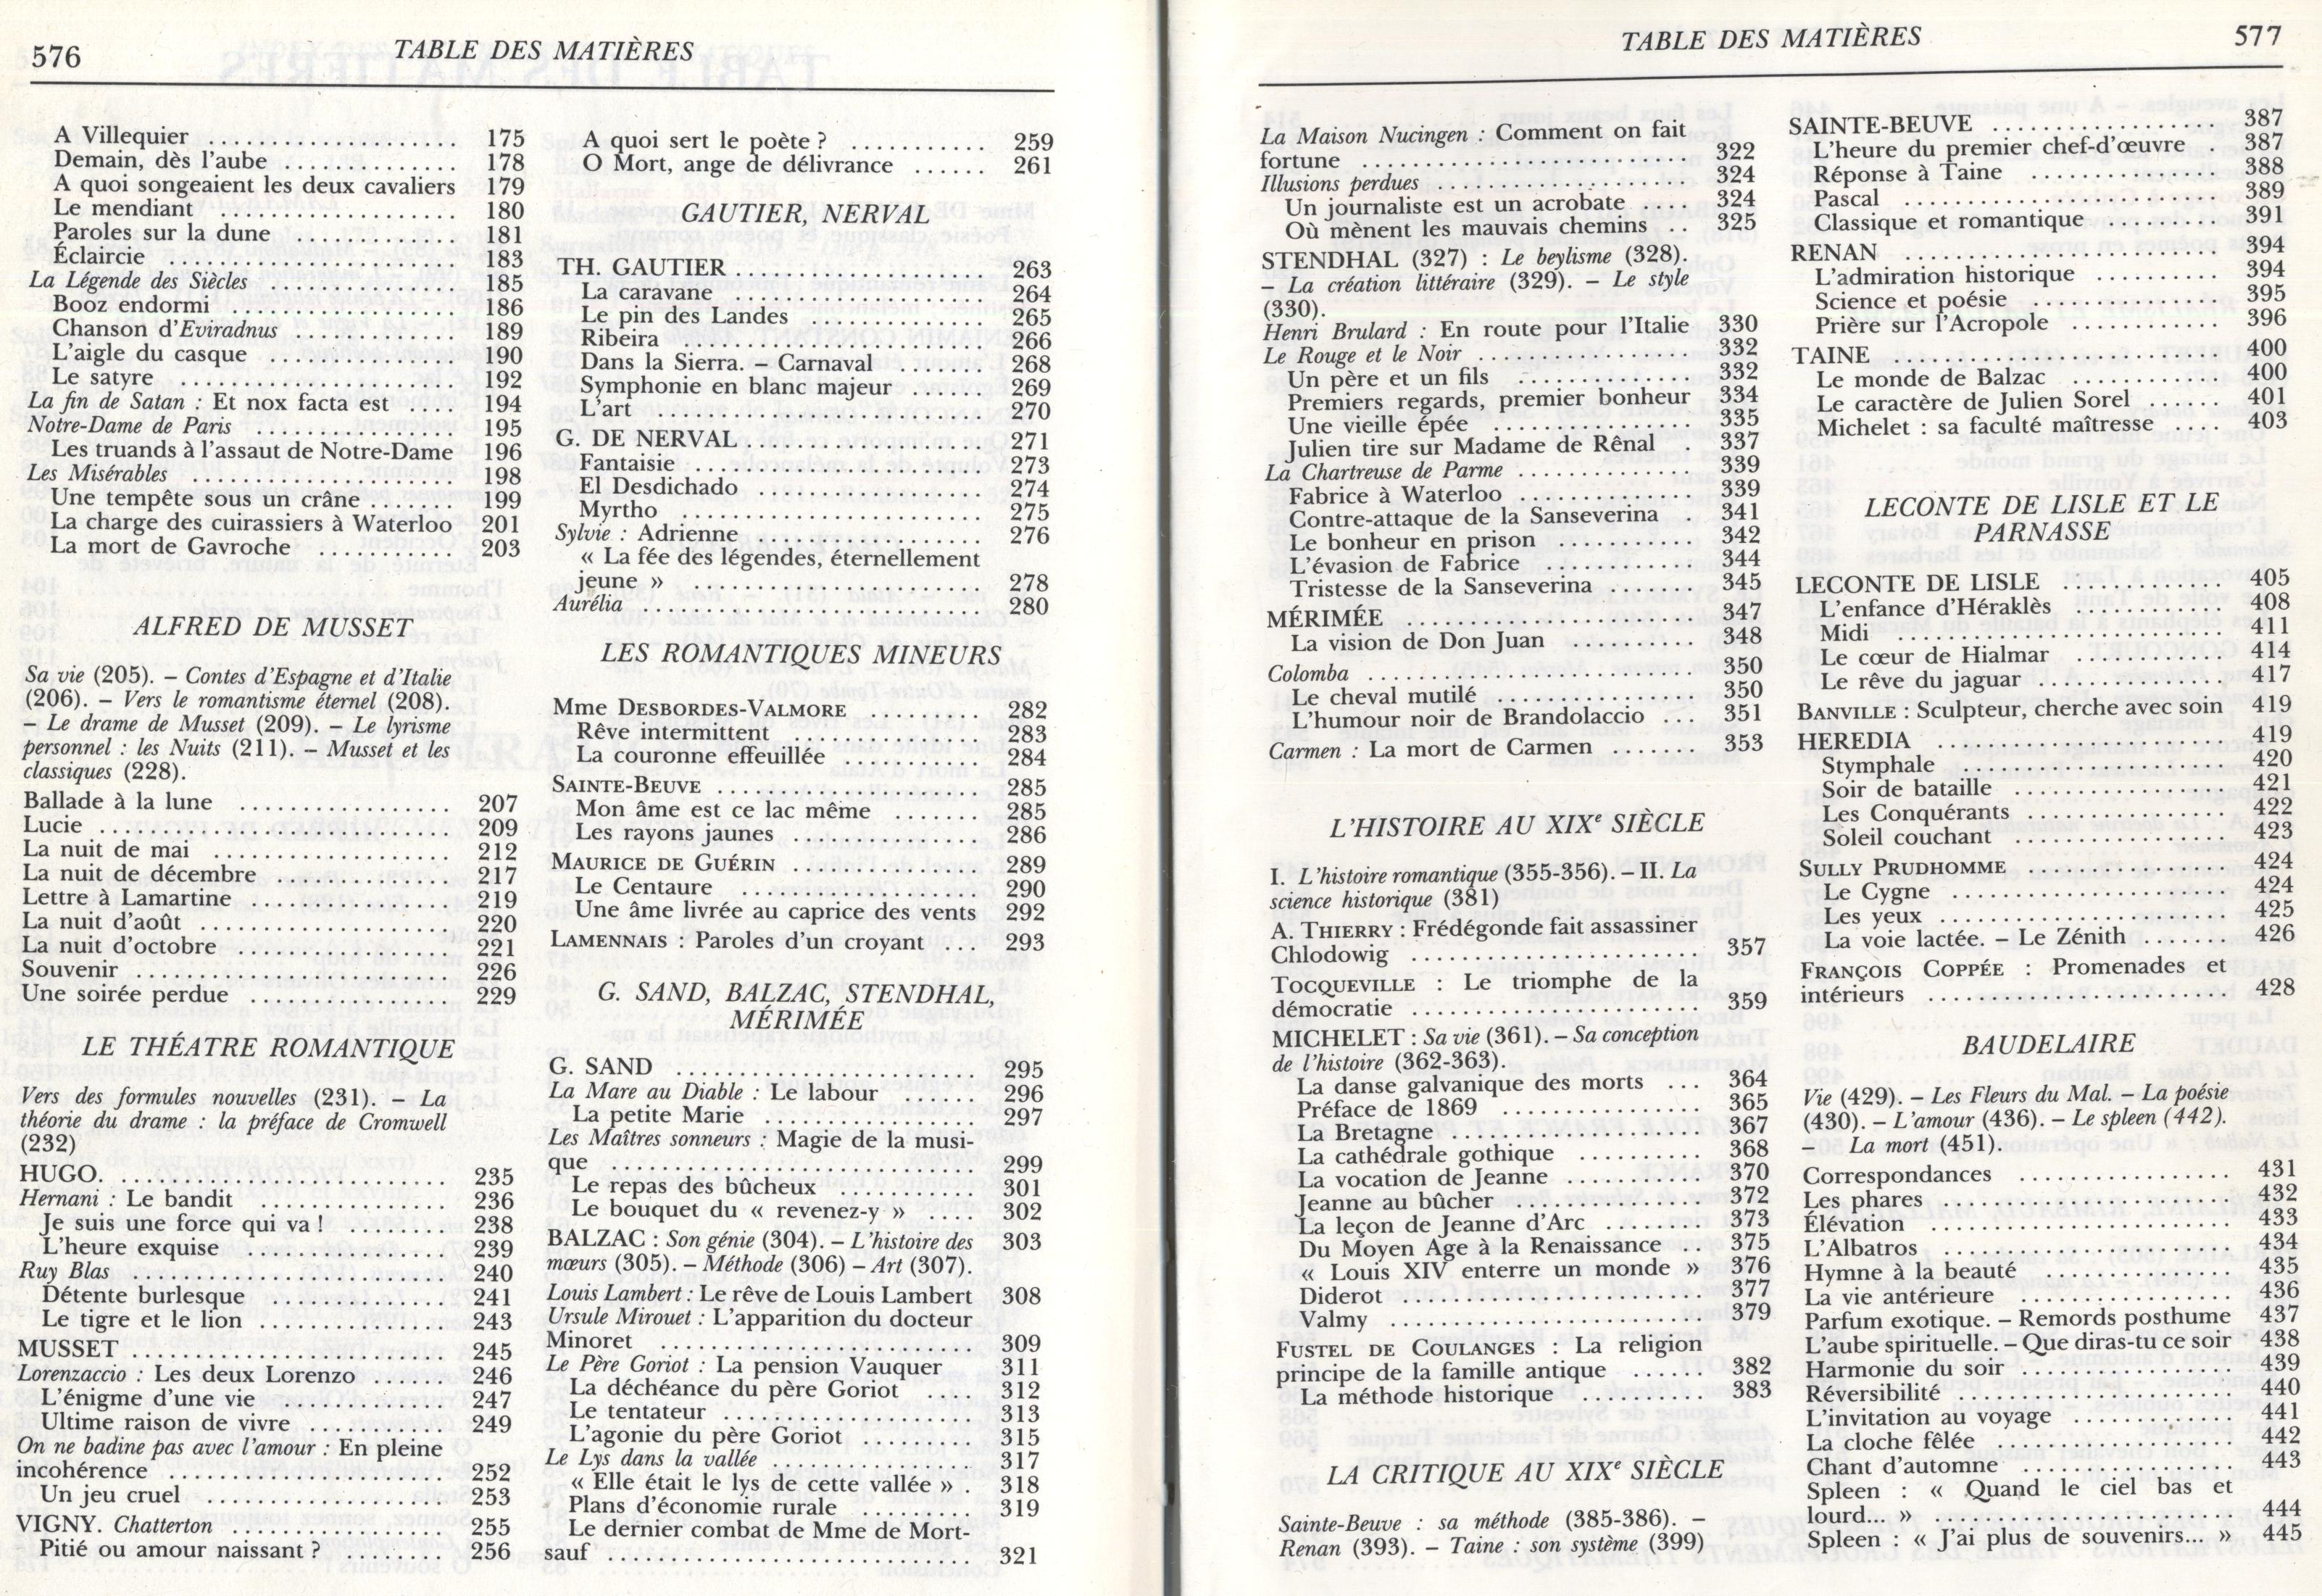 576
TABLE DES MATIÈRES
A Villequier .................... 175
Demain, dès l'aube ............. 178
A quoi songeaient les deux cavaliers 179
Le mendiant .................. 180
Paroles sur la dune ............ 181
Éclaircie ...................... 183
La Légende des Siècles ............ 185
Booz endormi ................. 186
Chanson d'Eviradnus ........... 189
L'aigle du casque .............. 190
Le satyre ..................... 192
La fin de Satan : Et nox facta est .... 194
Notre-Dame de Paris ............. 195
Les truands à l'assaut de Notre-Dame 196
Les Misérables ................... 198
Une tempête sous un crâne ....... 199
La charge des cuirassiers à Waterloo 201
La mort de Gavroche .......... 203
ALFRED DE MUSSET
Sa vie (205). – Contes d'Espagne et d'Italie
(206). – Vers le romantisme éternel (208).
– Le drame de Musset (209). – Le lyrisme
personnel : les Nuits (211). – Musset et les
classiques (228).
Ballade à la lune ................ 207
Lucie .......................... 209
La nuit de mai .................. 212
La nuit de décembre .............. 217
Lettre à Lamartine ............... 219
La nuit d'août ................... 220
La nuit d'octobre ................ 221
Souvenir ........................ 226
Une soirée perdue ............... 229
LE THÉATRE ROMANTIQUE
Vers des formules nouvelles (231). – La
théorie du drame : la préface de Cromwell
(232)
HUGO. .......................... 235
Hernani : Le bandit .............. 236
Je suis une force qui va ! ........ 238
L'heure exquise ................ 239
Ruy Blas ........................ 240
Détente burlesque .............. 241
Le tigre et le lion .............. 243
MUSSET ........................ 245
Lorenzaccio : Les deux Lorenzo ..... 246
L'énigme d'une vie ............. 247
Ultime raison de vivre .......... 249
On ne badine pas avec l'amour : En pleine
incohérence ..................... 252
Un jeu cruel .................. 253
VIGNY. Chatterton ................ 255
Pitié ou amour naissant ? ......... 256
A quoi sert le poète ? ........... 259
O Mort, ange de délivrance ...... 261
GAUTIER, NERVAL
TH. GAUTIER ................... 263
La caravane ................... 264
Le pin des Landes .............. 265
Ribeira ....................... 266
Dans la Sierra. – Carnaval ....... 268
Symphonie en blanc majeur ...... 269
L'art ......................... 270
G. DE NERVAL .................. 271
Fantaisie ...................... 273
El Desdichado ................. 274
Myrtho ....................... 275
Sylvie : Adrienne ................. 276
« La fée des légendes, éternellement
jeune » ...................... 278
Aurélia ......................... 280
LES ROMANTIQUES MINEURS
Mme DESBORDES-VALMORE .......... 282
Rêve intermittent .............. 283
La couronne effeuillée .......... 284
SAINTE-BEUVE .................... 285
Mon âme est ce lac même ....... 285
Les rayons jaunes .............. 286
MAURICE DE GUÉRIN ............... 289
Le Centaure ................... 290
Une âme livrée au caprice des vents 292
LAMENNAIS : Paroles d'un croyant .... 293
G. SAND, BALZAC, STENDHAL,
MÉRIMÉE
G. SAND ....................... 295
La Mare au Diable : Le labour ...... 296
La petite Marie ................ 297
Les Maîtres sonneurs : Magie de la musi-
que ........................... 299
Le repas des bûcheux ........... 301
Le bouquet du « revenez-y » ..... 302
BALZAC : Son génie (304). – L'histoire des 303
mœurs (305). – Méthode (306) – Art (307).
Louis Lambert : Le rêve de Louis Lambert 308
Ursule Mirouet : L'apparition du docteur
Minoret ........................ 309
Le Père Goriot : La pension Vauquer 311
La déchéance du père Goriot .... 312
Le tentateur ................... 313
L'agonie du père Goriot ......... 315
Le Lys dans la vallée .............. 317
« Elle était le lys de cette vallée » . 318
Plans d'économie rurale ......... 319
Le dernier combat de Mme de Mort-
sauf ........................... 321
TABLE DES MATIÈRES
577
La Maison Nucingen : Comment on fait
fortune ......................... 322
Illusions perdues .................. 324
Un journaliste est un acrobate .... 324
Où mènent les mauvais chemins .. 325
STENDHAL (327) : Le beylisme (328).
– La création littéraire (329). – Le style
(330).
Henri Brulard : En route pour l'Italie 330
Le Rouge et le Noir ................ 332
Un père et un fils .............. 332
Premiers regards, premier bonheur 334
Une vieille épée ............... 335
Julien tire sur Madame de Rênal 337
La Chartreuse de Parme ............ 339
Fabrice à Waterloo ............. 339
Contre-attaque de la Sanseverina . 341
Le bonheur en prison ........... 342
L'évasion de Fabrice ............ 344
Tristesse de la Sanseverina ....... 345
MÉRIMÉE ...................... 347
La vision de Don Juan .......... 348
Colomba ........................ 350
Le cheval mutilé ............... 350
L'humour noir de Brandolaccio ... 351
Carmen : La mort de Carmen ....... 353
L'HISTOIRE AU XIXe SIÈCLE
I. L'histoire romantique (355-356). – II. La
science historique (381)
A. THIERRY : Frédégonde fait assassiner
Chlodowig ...................... 357
TOCQUEVILLE : Le triomphe de la
démocratie ...................... 359
MICHELET : Sa vie (361). – Sa conception
de l'histoire (362-363).
La danse galvanique des morts ... 364
Préface de 1869 ............... 365
La Bretagne ................... 367
La cathédrale gothique .......... 368
La vocation de Jeanne ........... 370
Jeanne au bûcher .............. 372
La leçon de Jeanne d'Arc ........ 373
Du Moyen Age à la Renaissance .. 375
« Louis XIV enterre un monde » 376
Diderot ....................... 377
Valmy ........................ 379
FUSTEL DE COULANGES : La religion
principe de la famille antique ...... 382
La méthode historique .......... 383
LA CRITIQUE AU XIXe SIÈCLE
Sainte-Beuve : sa méthode (385-386). –
Renan (393). – Taine : son système (399)
SAINTE-BEUVE .................. 387
L'heure du premier chef-d'œuvre . 387
Réponse à Taine ............... 388
Pascal ........................ 389
Classique et romantique ......... 391
RENAN ......................... 394
L'admiration historique ......... 394
Science et poésie ............... 395
Prière sur l'Acropole ............ 396
TAINE .......................... 400
Le monde de Balzac ............ 400
Le caractère de Julien Sorel ...... 401
Michelet : sa faculté maîtresse .... 403
LECONTE DE LISLE ET LE
PARNASSE
LECONTE DE LISLE ............. 405
L'enfance d'Héraklès ............ 408
Midi ......................... 411
Le cœur de Hialmar ............ 414
Le rêve du jaguar .............. 417
BANVILLE : Sculpteur, cherche avec soin 419
HEREDIA ....................... 419
Stymphale .................... 420
Soir de bataille ................ 421
Les Conquérants ............... 422
Soleil couchant ................ 423
SULLY PRUDHOMME ............... 424
Le Cygne ..................... 424
Les yeux ...................... 425
La voie lactée. – Le Zénith ....... 426
FRANÇOIS COPPÉE : Promenades et
intérieurs ....................... 428
BAUDELAIRE
Vie (429). – Les Fleurs du Mal. – La poésie
(430). – L'amour (436). – Le spleen (442).
– La mort (451).
Correspondances ................. 431
Les phares ...................... 432
Élévation ....................... 433
L'Albatros ...................... 434
Hymne à la beauté ............... 435
La vie antérieure ................. 436
Parfum exotique. – Remords posthume 437
L'aube spirituelle. – Que diras-tu ce soir 438
Harmonie du soir ................ 439
Réversibilité ..................... 440
L'invitation au voyage ............ 441
La cloche fêlée .................. 442
Chant d'automne ................ 443
Spleen : « Quand le ciel bas et
lourd... » ....................... 444
Spleen : « J'ai plus de souvenirs... » 445